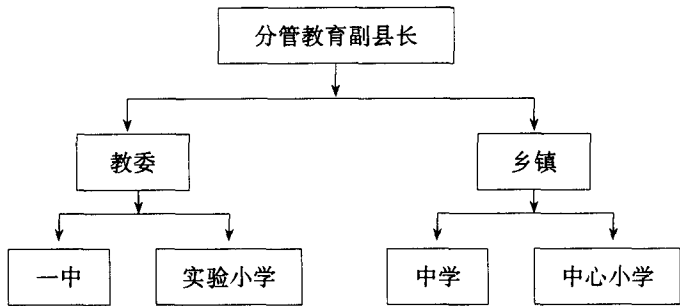 分管教育副县长
教委
乡镇
一中
实验小学
中学
中心小学